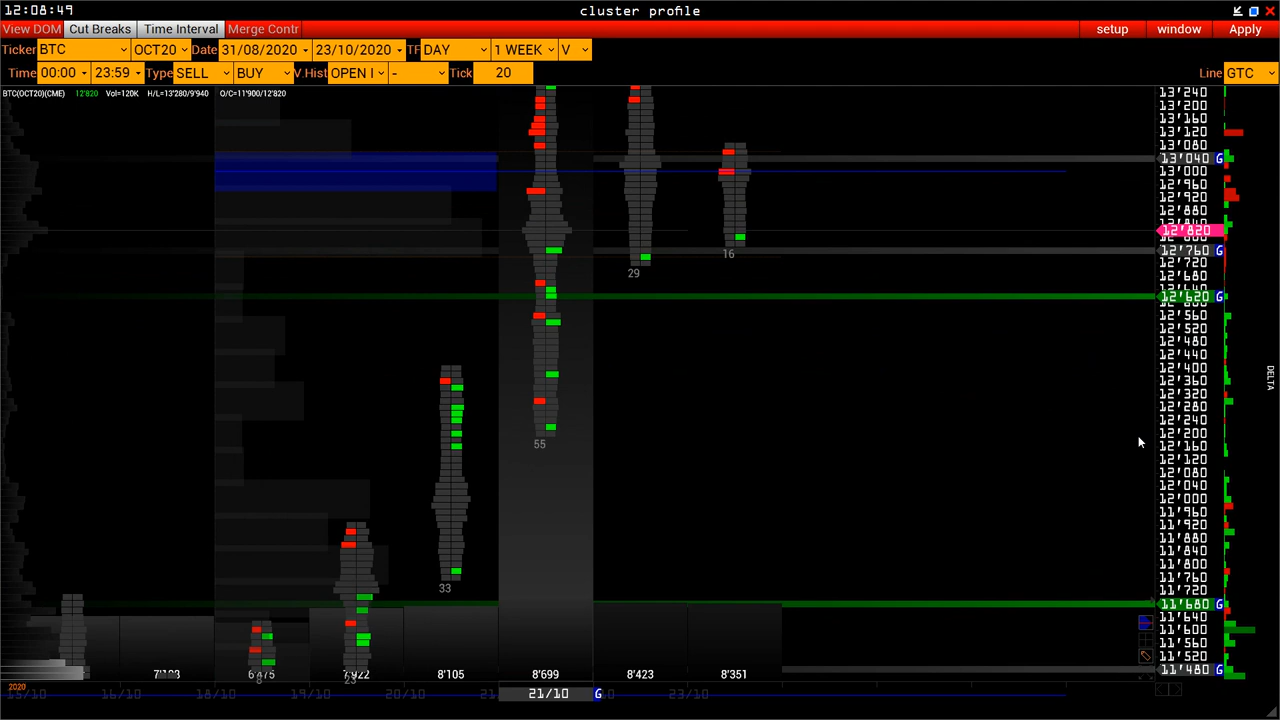 12:08:49
cluster profile
View DOM Cut Breaks Time Interval Merge Contr
setup window Apply
Ticker BTC OCT20 Date 31/08/2020 23/10/2020 TF DAY 1 WEEK V
Time 00:00 23:59 Type SELL BUY V.Hist OPEN I - Tick 20
Line GTC
BTC(OCT20)(CME) 12'820 Vol=120K H/L=13'280/9'940 O/C=11'900/12'820
13'240
13'200
13'160
13'120
13'080
13'040 G
13'000
12'960
12'920
12'880
12'820
12'760 G
12'720
12'680
12'620 G
12'560
12'520
12'480
12'440
12'400
12'360
12'320
12'280
12'240
12'200
12'160
12'120
12'080
12'040
12'000
11'960
11'920
11'880
11'840
11'800
11'760
11'720
11'680 G
11'640
11'600
11'560
11'520
11'480 G
DELTA
16
29
55
33
8'105 8'699 8'423 8'351
2020
16/10 18/10 19/10 20/10 21/10 G 23/10